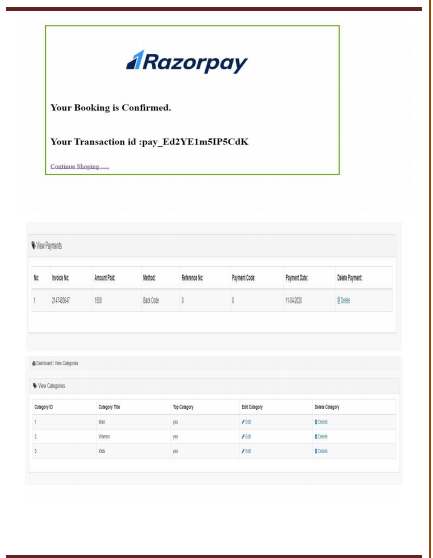 Razorpay
Your Booking is Confirmed.
Your Transaction id :pay_Ed2YE1m5IP5CdK
Continue Shoping......
View Payments
No: Invoice No: Amount Paid: Method: Reference No: Payment Code: Payment Date: Delete Payment:
1 2147483647 1500 Back Code 0 0 11-04-2020 Delete
Dashboard / View Categories
View Categories
Category ID Category Title Top Category Edit Category Delete Category
1 Man yes Edit Delete
2 Women yes Edit Delete
3 Kids yes Edit Delete